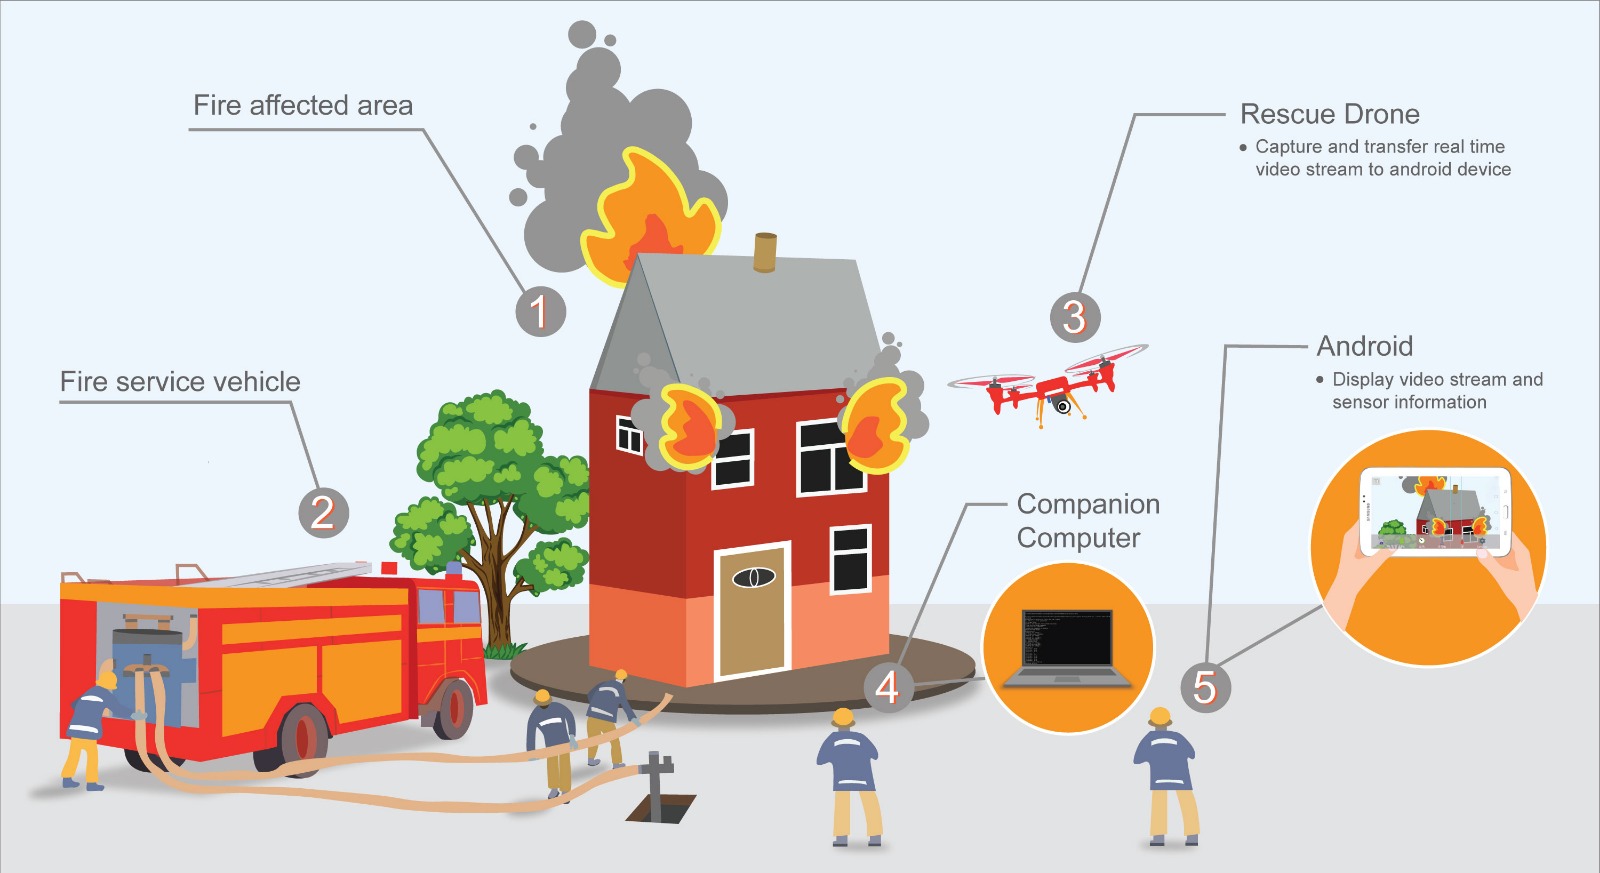 Fire affected area
1
Fire service vehicle
2
Rescue Drone
• Capture and transfer real time
video stream to android device
3
Android
• Display video stream and
sensor information
Companion
Computer
4
5